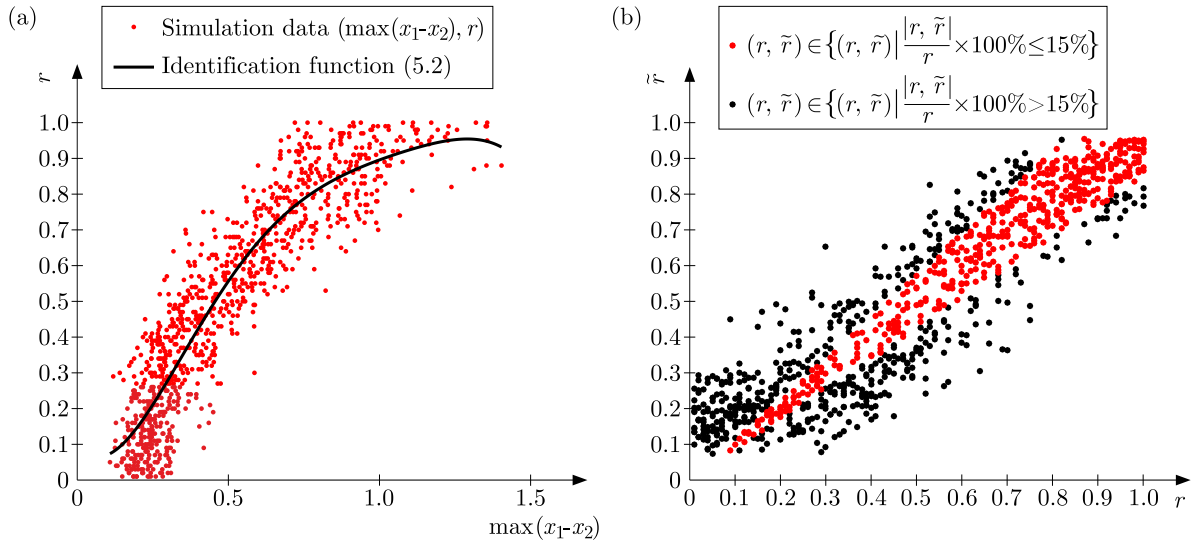 (a)
Simulation data (max(x₁-x₂), r)
Identification function (5.2)
r
1.0
0.9
0.8
0.7
0.6
0.5
0.4
0.3
0.2
0.1
0
0 0.5 1.0 1.5
max(x₁-x₂)
(b)
(r, r̃) ∈ {(r, r̃)| |r, r̃|/r ×100%≤15%}
(r, r̃) ∈ {(r, r̃)| |r, r̃|/r ×100%>15%}
r̃
1.0
0.9
0.8
0.7
0.6
0.5
0.4
0.3
0.2
0.1
0
0 0.1 0.2 0.3 0.4 0.5 0.6 0.7 0.8 0.9 1.0 r